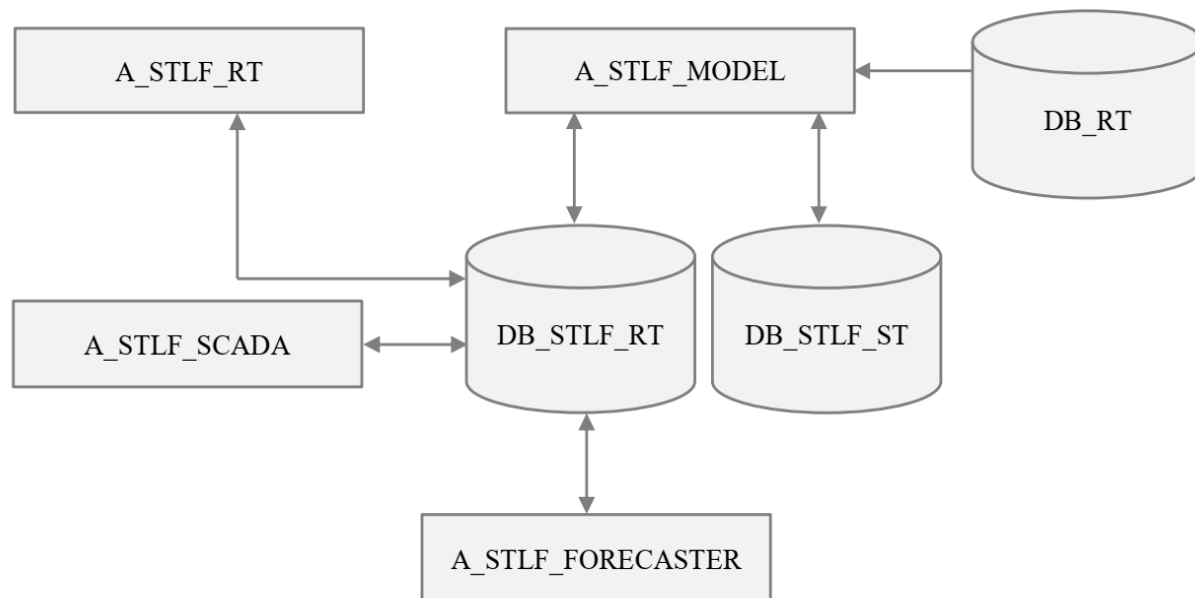 A_STLF_RT
A_STLF_MODEL
DB_RT
A_STLF_SCADA
DB_STLF_RT
DB_STLF_ST
A_STLF_FORECASTER